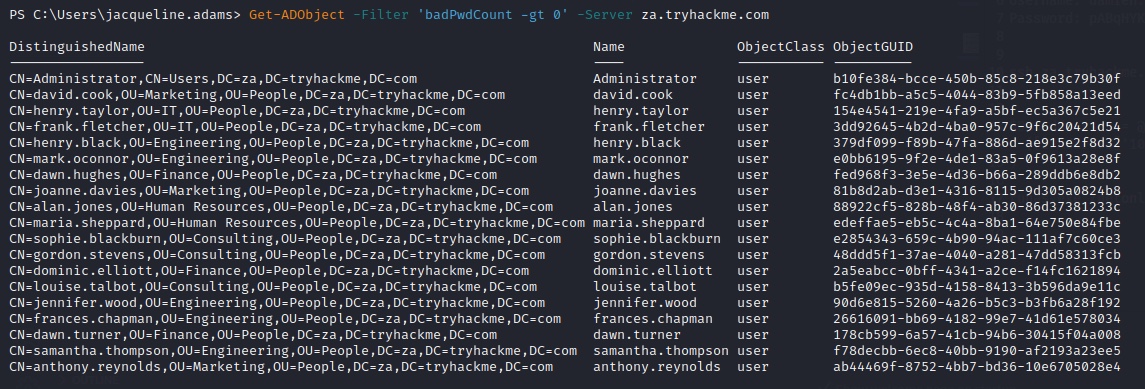 PS C:\Users\jacqueline.adams> Get-ADObject -Filter 'badPwdCount -gt 0' -Server za.tryhackme.com
DistinguishedName Name ObjectClass ObjectGUID
CN=Administrator,CN=Users,DC=za,DC=tryhackme,DC=com Administrator user b10fe384-bcce-450b-85c8-218e3c79b30f
CN=david.cook,OU=Marketing,OU=People,DC=za,DC=tryhackme,DC=com david.cook user fc4db1bb-a5c5-4044-83b9-5fb858a13eed
CN=henry.taylor,OU=IT,OU=People,DC=za,DC=tryhackme,DC=com henry.taylor user 154e4541-219e-4fa9-a5bf-ec5a367c5e21
CN=frank.fletcher,OU=IT,OU=People,DC=za,DC=tryhackme,DC=com frank.fletcher user 3dd92645-4b2d-4ba0-957c-9f6c20421d54
CN=henry.black,OU=Engineering,OU=People,DC=za,DC=tryhackme,DC=com henry.black user 379df099-f89b-47fa-886d-ae915e2f8d32
CN=mark.oconnor,OU=Engineering,OU=People,DC=za,DC=tryhackme,DC=com mark.oconnor user e0bb6195-9f2e-4de1-83a5-0f9613a28e8f
CN=dawn.hughes,OU=Finance,OU=People,DC=za,DC=tryhackme,DC=com dawn.hughes user fed968f3-3e5e-4d36-b66a-289ddb6e8db2
CN=joanne.davies,OU=Marketing,OU=People,DC=za,DC=tryhackme,DC=com joanne.davies user 81b8d2ab-d3e1-4316-8115-9d305a0824b8
CN=alan.jones,OU=Human Resources,OU=People,DC=za,DC=tryhackme,DC=com alan.jones user 88922cf5-828b-48f4-ab30-86d37381233c
CN=maria.sheppard,OU=Human Resources,OU=People,DC=za,DC=tryhackme,DC=com maria.sheppard user edeffae5-eb5c-4c4a-8ba1-64e750e84fbe
CN=sophie.blackburn,OU=Consulting,OU=People,DC=za,DC=tryhackme,DC=com sophie.blackburn user e2854343-659c-4b90-94ac-111af7c60ce3
CN=gordon.stevens,OU=Consulting,OU=People,DC=za,DC=tryhackme,DC=com gordon.stevens user 48ddd5f1-37ae-4040-a281-47dd58313fcb
CN=dominic.elliott,OU=Finance,OU=People,DC=za,DC=tryhackme,DC=com dominic.elliott user 2a5eabcc-0bff-4341-a2ce-f14fc1621894
CN=louise.talbot,OU=Consulting,OU=People,DC=za,DC=tryhackme,DC=com louise.talbot user b5fe09ec-935d-4158-8413-3b596da9e11c
CN=jennifer.wood,OU=Engineering,OU=People,DC=za,DC=tryhackme,DC=com jennifer.wood user 90d6e815-5260-4a26-b5c3-b3fb6a28f192
CN=frances.chapman,OU=Engineering,OU=People,DC=za,DC=tryhackme,DC=com frances.chapman user 26616091-bb69-4182-99e7-41d61e578034
CN=dawn.turner,OU=Finance,OU=People,DC=za,DC=tryhackme,DC=com dawn.turner user 178cb599-6a57-41cb-94b6-30415f04a008
CN=samantha.thompson,OU=Engineering,OU=People,DC=za,DC=tryhackme,DC=com samantha.thompson user f78decbb-6ec8-40bb-9190-af2193a23ee5
CN=anthony.reynolds,OU=Marketing,OU=People,DC=za,DC=tryhackme,DC=com anthony.reynolds user ab44469f-8752-4bb7-bd36-10e6705028e4